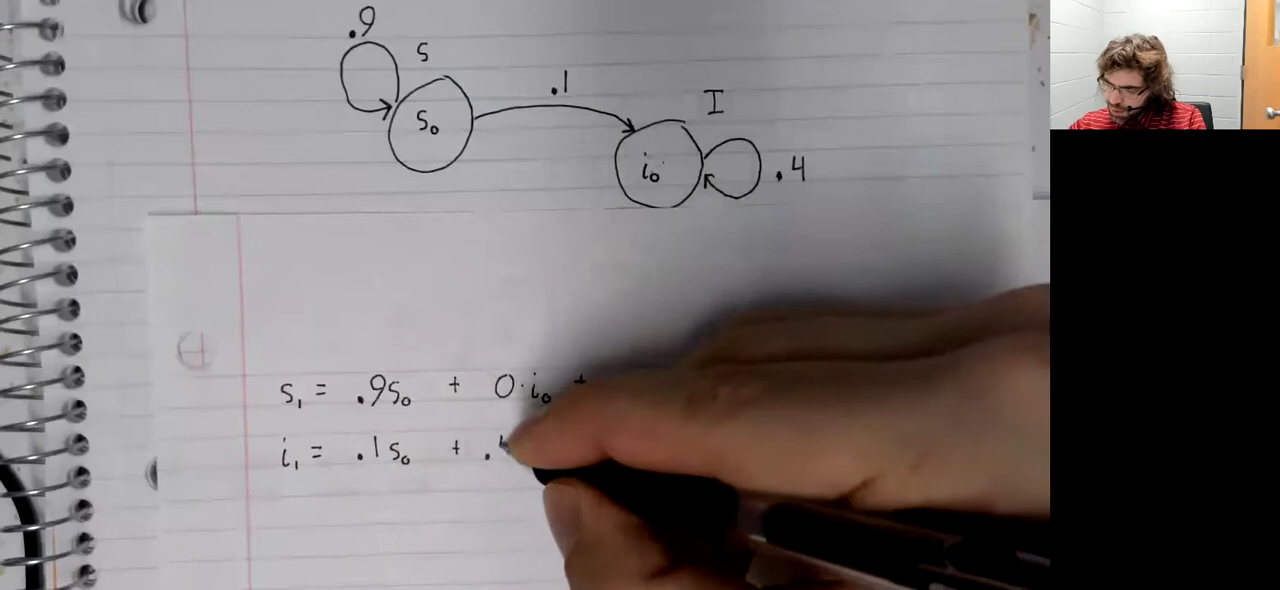 .9
S
.1
I
s₀
i₀
.4
s₁ = .9s₀ + 0·i₀ +
i₁ = .1s₀ + .